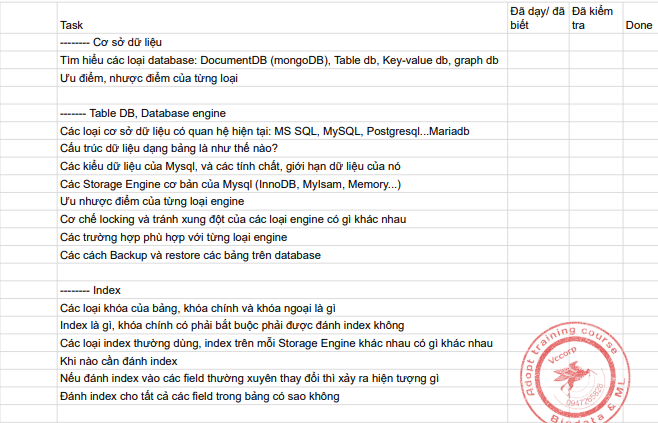 Task
Đã dạy/ đã biết
Đã kiểm tra
Done
-------- Cơ sở dữ liệu
Tìm hiểu các loại database: DocumentDB (mongoDB), Table db, Key-value db, graph db
Ưu điểm, nhược điểm của từng loại
------- Table DB, Database engine
Các loại cơ sở dữ liệu có quan hệ hiện tại: MS SQL, MySQL, Postgresql...Mariadb
Cấu trúc dữ liệu dạng bảng là như thế nào?
Các kiểu dữ liệu của Mysql, và các tính chất, giới hạn dữ liệu của nó
Các Storage Engine cơ bản của Mysql (InnoDB, MyIsam, Memory...)
Ưu nhược điểm của từng loại engine
Cơ chế locking và tránh xung đột của các loại engine có gì khác nhau
Các trường hợp phù hợp với từng loại engine
Các cách Backup và restore các bảng trên database
-------- Index
Các loại khóa của bảng, khóa chính và khóa ngoại là gì
Index là gì, khóa chính có phải bắt buộc phải được đánh index không
Các loại index thường dùng, index trên mỗi Storage Engine khác nhau có gì khác nhau
Khi nào cần đánh index
Nếu đánh index vào các field thường xuyên thay đổi thì xảy ra hiện tượng gì
Đánh index cho tất cả các field trong bảng có sao không
Adopt training course
Vccorp
Bigdata & ML